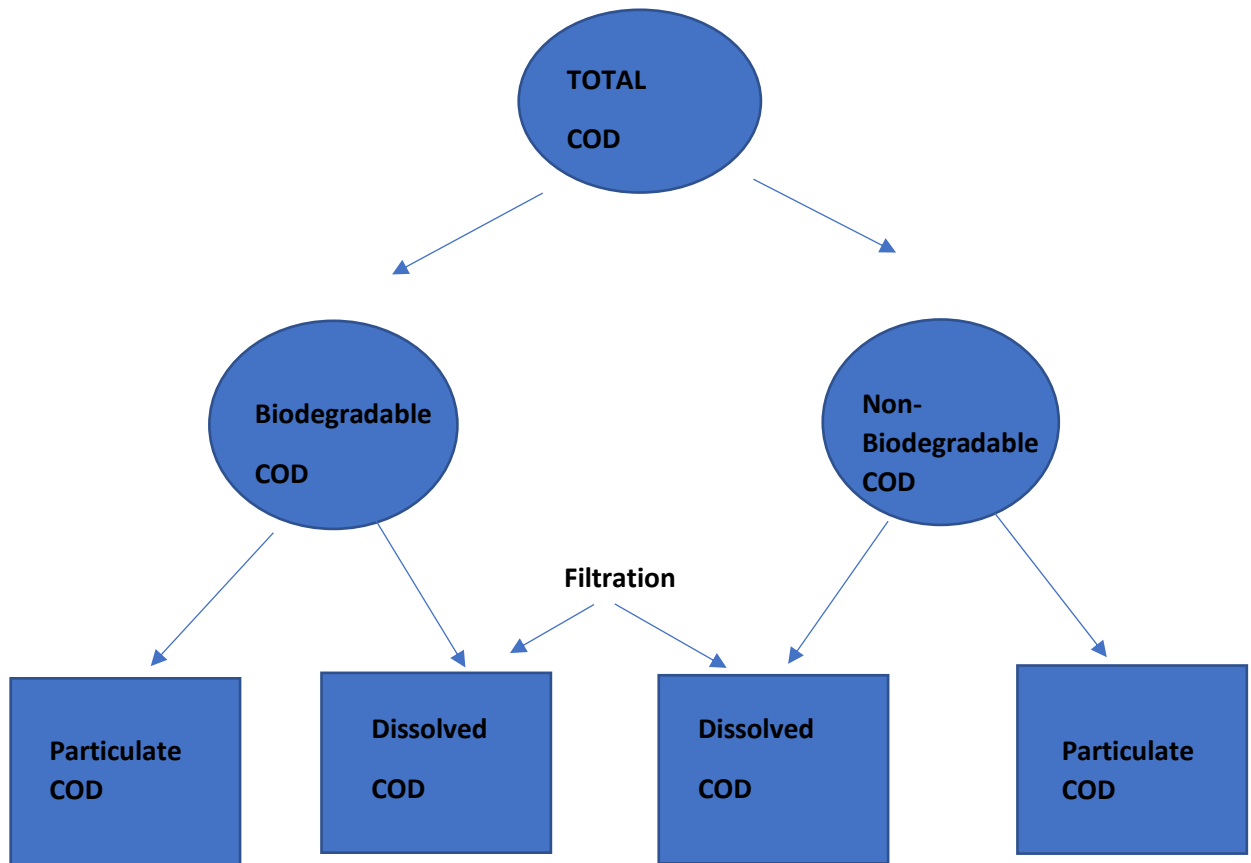 TOTAL
COD
Biodegradable
COD
Non-
Biodegradable
COD
Filtration
Particulate
COD
Dissolved
COD
Dissolved
COD
Particulate
COD